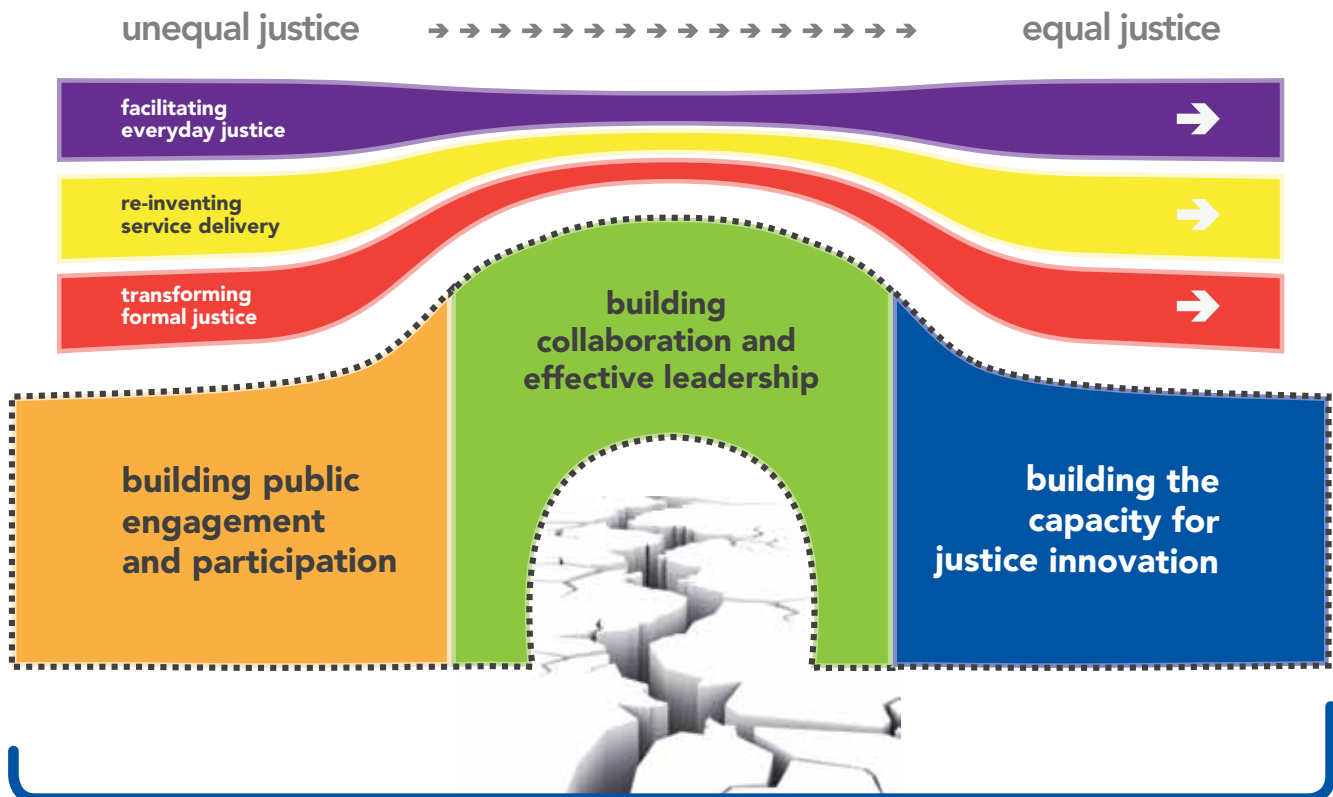 unequal justice
equal justice
facilitating
everyday justice
re-inventing
service delivery
transforming
formal justice
building
collaboration and
effective leadership
building public
engagement
and participation
building the
capacity for
justice innovation